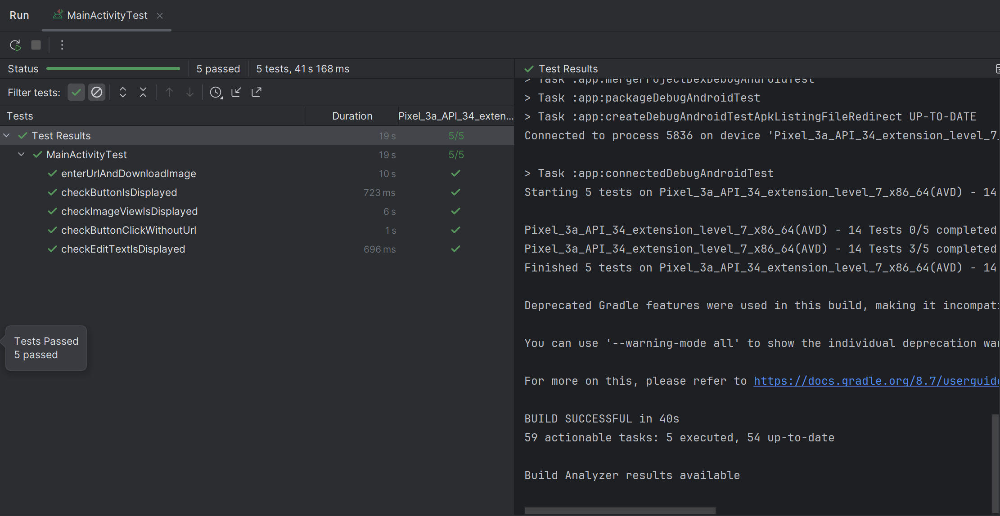 Run MainActivityTest
Status 5 passed 5 tests, 41 s 168 ms
Filter tests:
Tests Duration Pixel_3a_API_34_exten...
Test Results 19 s 5/5
MainActivityTest 19 s 5/5
enterUrlAndDownloadImage 10 s
checkButtonIsDisplayed 723 ms
checkImageViewIsDisplayed 6 s
checkButtonClickWithoutUrl 1 s
checkEditTextIsDisplayed 696 ms
Tests Passed
5 passed
Test Results
> Task :app:mergeProjectDexDebugAndroidTest
> Task :app:packageDebugAndroidTest
> Task :app:createDebugAndroidTestApkListingFileRedirect UP-TO-DATE
Connected to process 5836 on device 'Pixel_3a_API_34_extension_level_7_
> Task :app:connectedDebugAndroidTest
Starting 5 tests on Pixel_3a_API_34_extension_level_7_x86_64(AVD) - 14
Pixel_3a_API_34_extension_level_7_x86_64(AVD) - 14 Tests 0/5 completed
Pixel_3a_API_34_extension_level_7_x86_64(AVD) - 14 Tests 3/5 completed
Finished 5 tests on Pixel_3a_API_34_extension_level_7_x86_64(AVD) - 14
Deprecated Gradle features were used in this build, making it incompati
You can use '--warning-mode all' to show the individual deprecation war
For more on this, please refer to https://docs.gradle.org/8.7/userguide
BUILD SUCCESSFUL in 40s
59 actionable tasks: 5 executed, 54 up-to-date
Build Analyzer results available